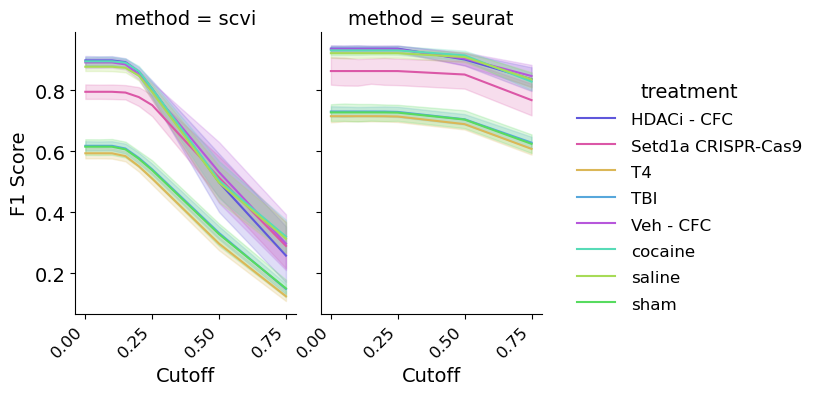 method = scvi
method = seurat
F1 Score
0.8
0.6
0.4
0.2
0.00
0.25
0.50
0.75
Cutoff
0.00
0.25
0.50
0.75
Cutoff
treatment
HDACi - CFC
Setd1a CRISPR-Cas9
T4
TBI
Veh - CFC
cocaine
saline
sham